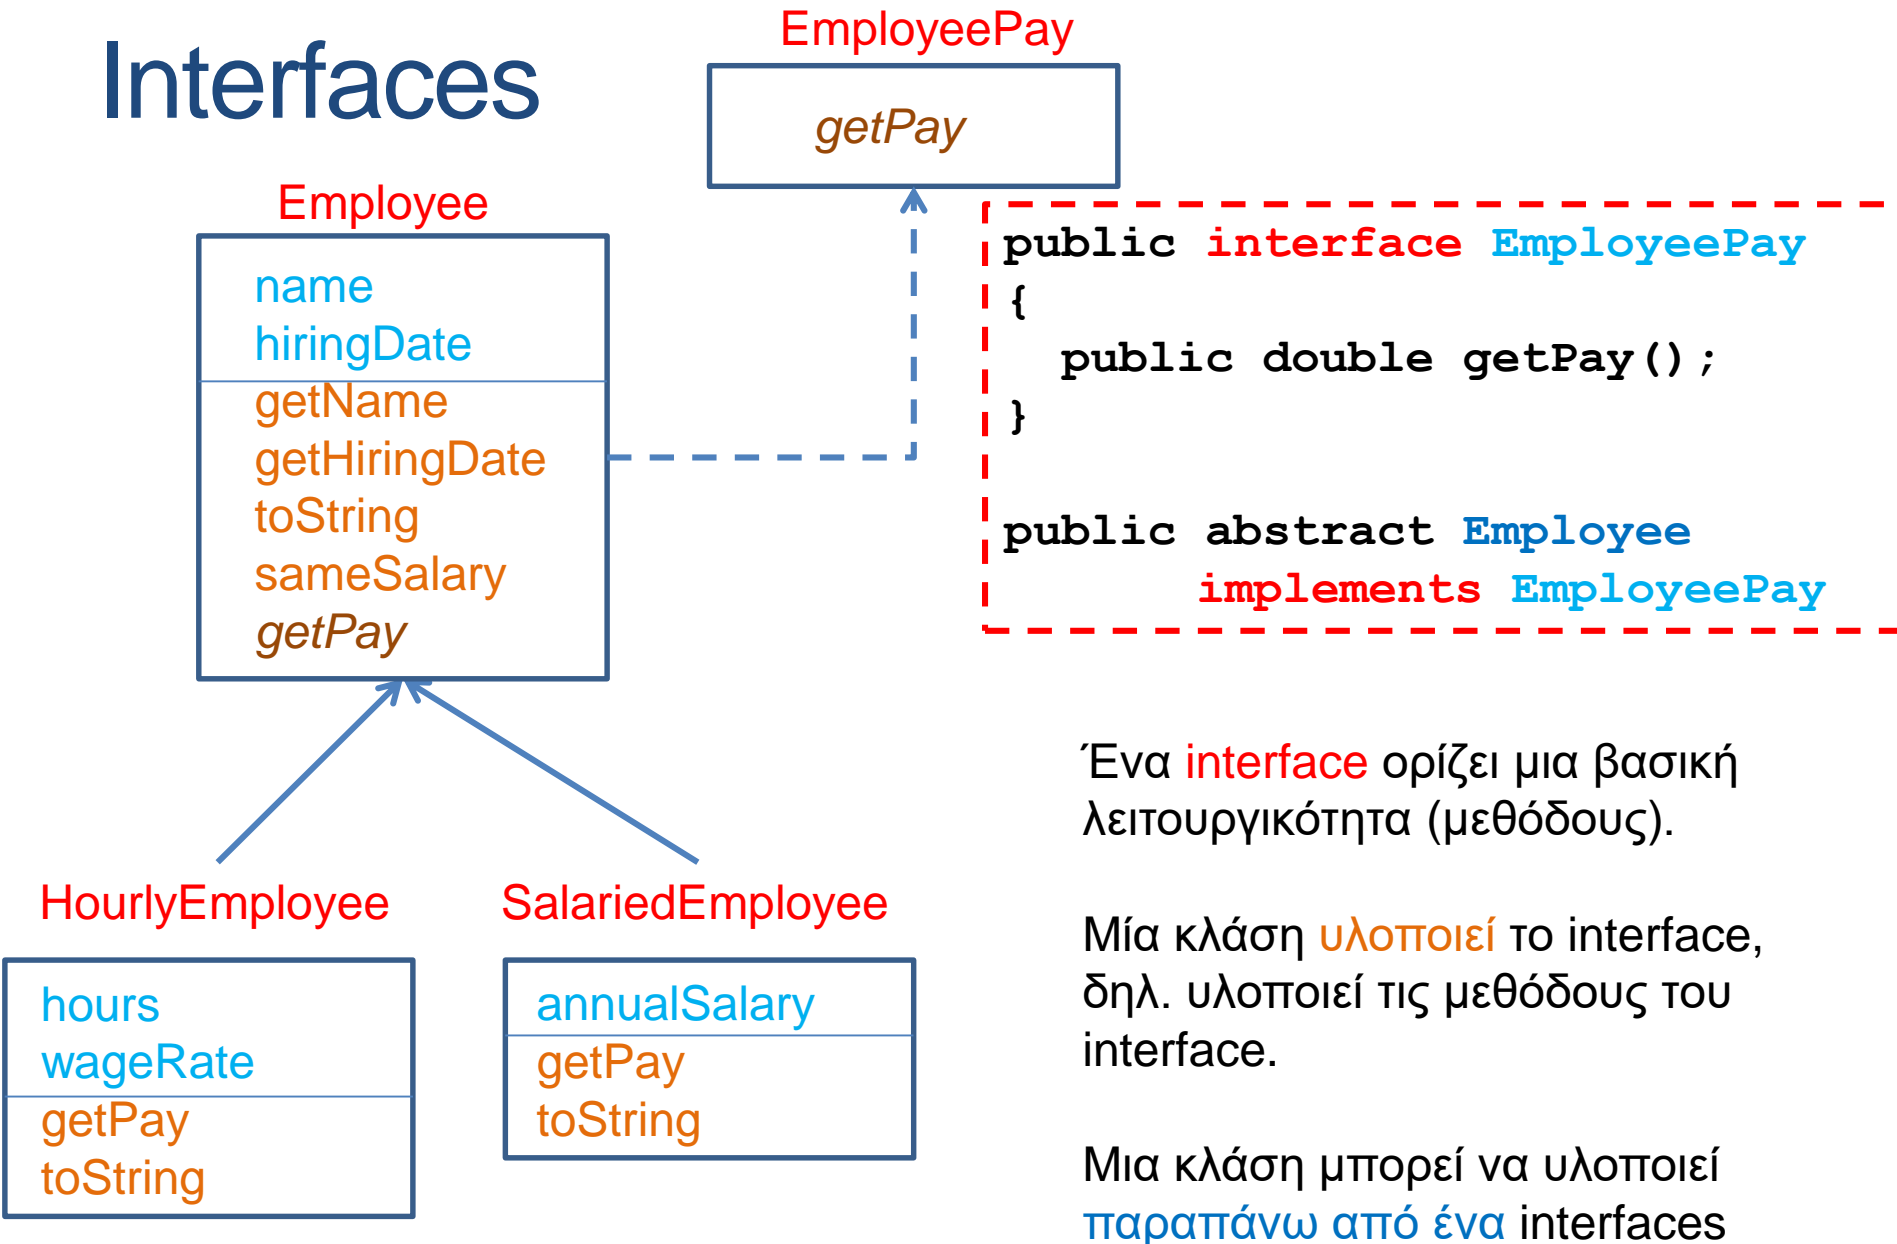 Interfaces
EmployeePay
getPay
Employee
name
hiringDate
getName
getHiringDate
toString
sameSalary
getPay
public interface EmployeePay
{
public double getPay();
}
public abstract Employee
implements EmployeePay
HourlyEmployee
hours
wageRate
getPay
toString
SalariedEmployee
annualSalary
getPay
toString
Ένα interface ορίζει μια βασική
λειτουργικότητα (μεθόδους).
Μία κλάση υλοποιεί το interface,
δηλ. υλοποιεί τις μεθόδους του
interface.
Μια κλάση μπορεί να υλοποιεί
παραπάνω από ένα interfaces